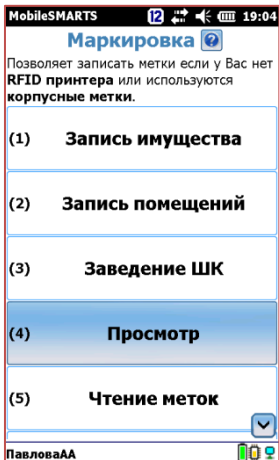 MobileSMARTS 12 19:04
Маркировка ?
Позволяет записать метки если у Вас нет
RFID принтера или используются
корпусные метки.
(1) Запись имущества
(2) Запись помещений
(3) Заведение ШК
(4) Просмотр
(5) Чтение меток
ПавловаАА